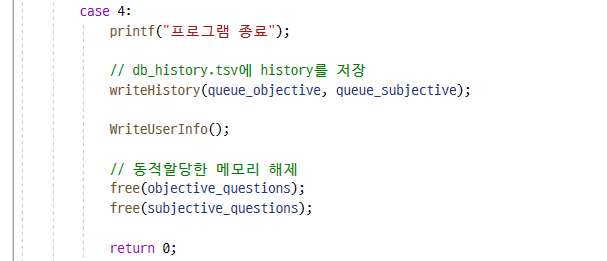 case 4:
printf("프로그램 종료");
// db_history.tsv에 history를 저장
writeHistory(queue_objective, queue_subjective);
WriteUserInfo();
// 동적할당한 메모리 해제
free(objective_questions);
free(subjective_questions);
return 0;